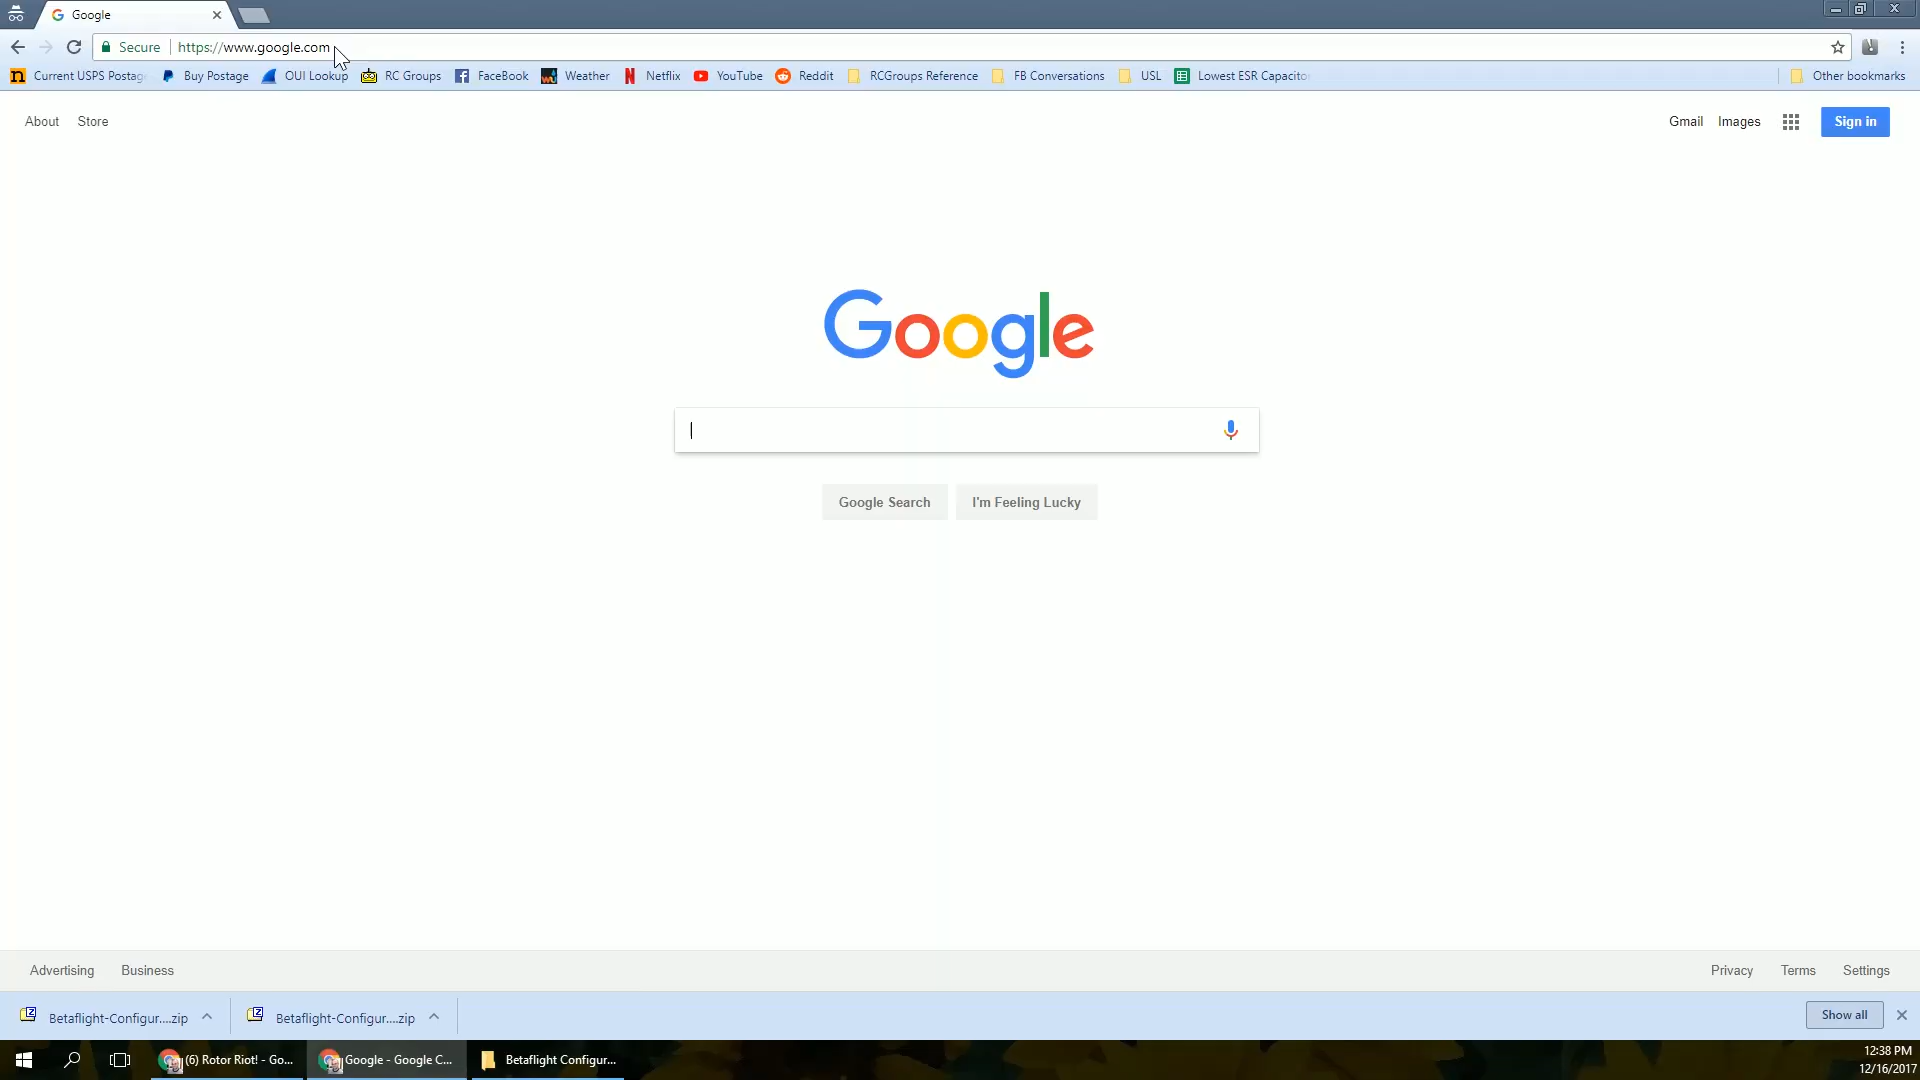 Google
Secure https://www.google.com
Current USPS Postag Buy Postage OUI Lookup RC Groups FaceBook Weather Netflix YouTube Reddit RCGroups Reference FB Conversations USL Lowest ESR Capacitor Other bookmarks
About Store Gmail Images Sign in
Google
Google Search I'm Feeling Lucky
Advertising Business Privacy Terms Settings
Betaflight-Configur....zip Betaflight-Configur....zip Show all
(6) Rotor Riot! - Go... Google - Google C... Betaflight Configur... 12:38 PM
12/16/2017